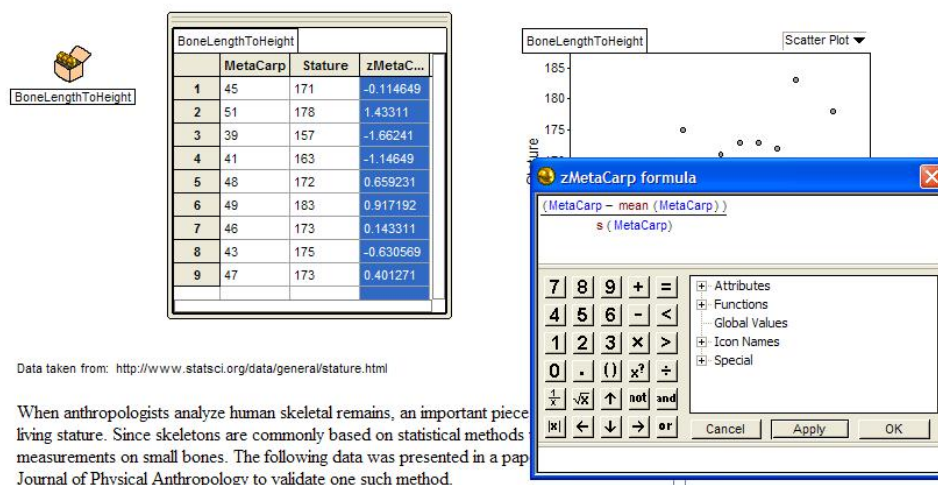 BoneLengthToHeight
BoneLengthToHeight
MetaCarp Stature zMetaC...
1 45 171 -0.114649
2 51 178 1.43311
3 39 157 -1.66241
4 41 163 -1.14649
5 48 172 0.659231
6 49 183 0.917192
7 46 173 0.143311
8 43 175 -0.630569
9 47 173 0.401271
BoneLengthToHeight Scatter Plot
185
180
175
zMetaCarp formula
(MetaCarp – mean (MetaCarp))
s (MetaCarp)
7 8 9 + =
4 5 6 - <
1 2 3 × >
0 . () x? ÷
1/x √x ↑ not and
|x| ← ↓ → or
Attributes
Functions
Global Values
Icon Names
Special
Cancel Apply OK
Data taken from: http://www.statsci.org/data/general/stature.html
When anthropologists analyze human skeletal remains, an important piece
living stature. Since skeletons are commonly based on statistical methods
measurements on small bones. The following data was presented in a pap
Journal of Physical Anthropology to validate one such method.